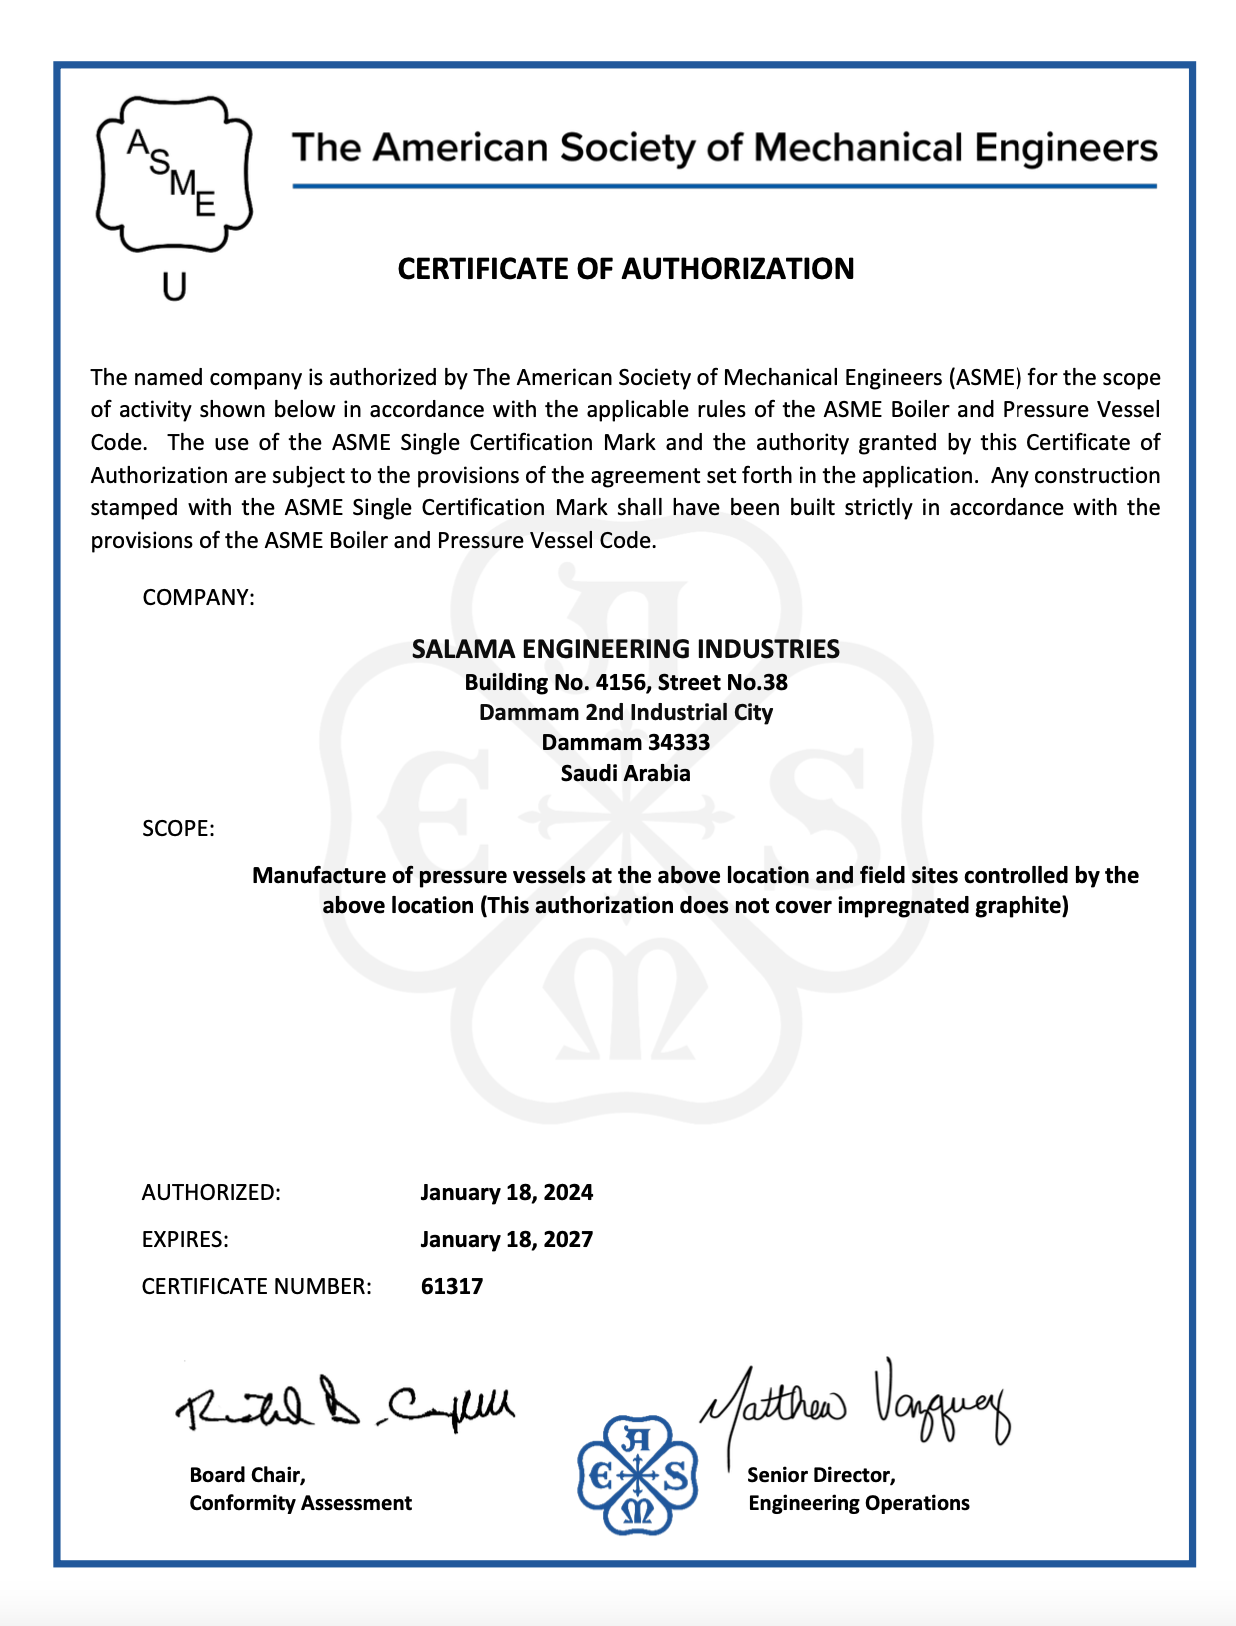 A
S
M
E
The American Society of Mechanical Engineers
U
CERTIFICATE OF AUTHORIZATION
The named company is authorized by The American Society of Mechanical Engineers (ASME) for the scope
of activity shown below in accordance with the applicable rules of the ASME Boiler and Pressure Vessel
Code. The use of the ASME Single Certification Mark and the authority granted by this Certificate of
Authorization are subject to the provisions of the agreement set forth in the application. Any construction
stamped with the ASME Single Certification Mark shall have been built strictly in accordance with the
provisions of the ASME Boiler and Pressure Vessel Code.
COMPANY:
SALAMA ENGINEERING INDUSTRIES
Building No. 4156, Street No.38
Dammam 2nd Industrial City
Dammam 34333
Saudi Arabia
SCOPE:
Manufacture of pressure vessels at the above location and field sites controlled by the
above location (This authorization does not cover impregnated graphite)
A
E S
M
AUTHORIZED: January 18, 2024
EXPIRES: January 18, 2027
CERTIFICATE NUMBER: 61317
Matthew Vazquez
Board Chair,
Conformity Assessment
A
E S
M
Senior Director,
Engineering Operations